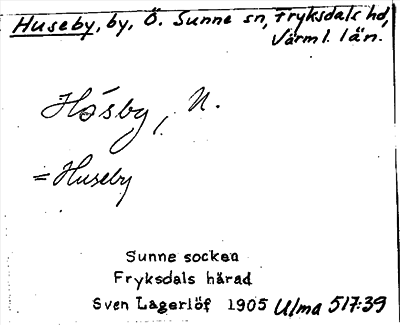 Huseby, by, Ö. Sunne sn, Fryksdals hd,
Värml. län.
Hósby, N.
= Huseby
Sunne socken
Fryksdals härad
Sven Lagerlöf 1905 Ulma 517:39